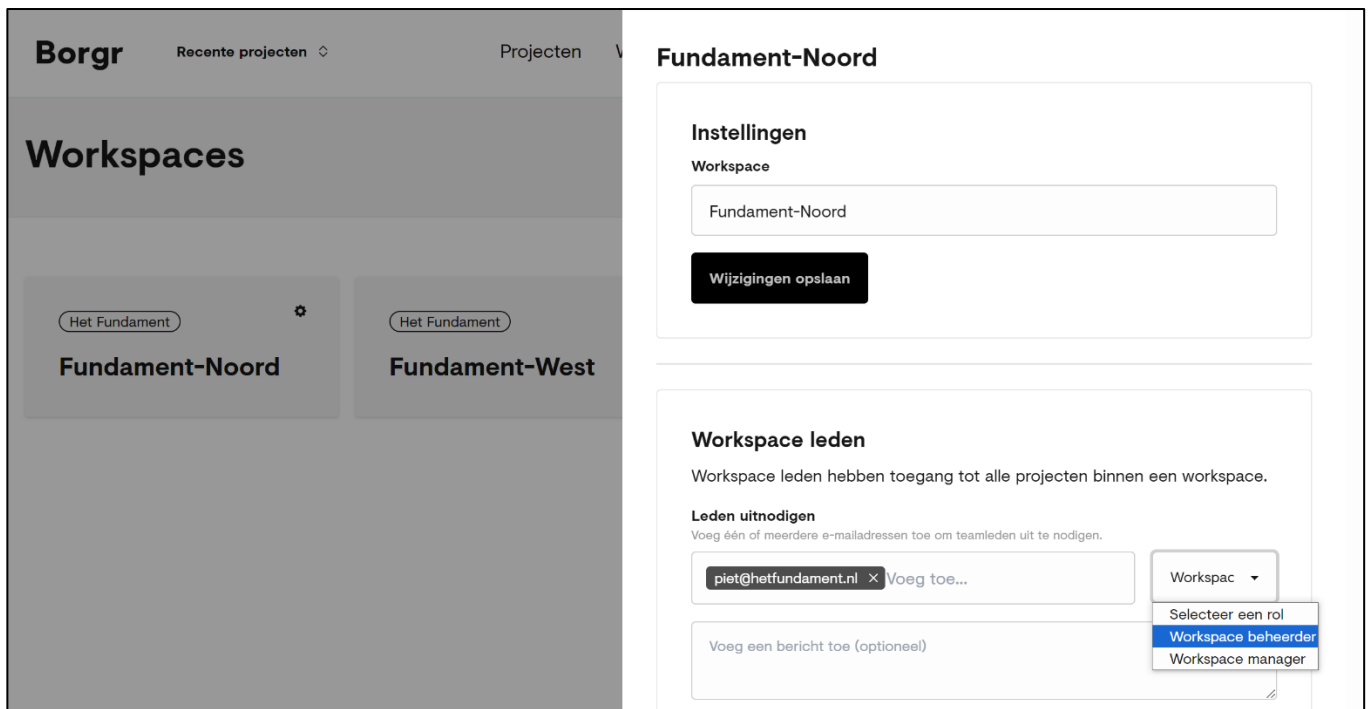 Borgr
Recente projecten
Projecten
Workspaces
Het Fundament
Fundament-Noord
Het Fundament
Fundament-West
Fundament-Noord
Instellingen
Workspace
Fundament-Noord
Wijzigingen opslaan
Workspace leden
Workspace leden hebben toegang tot alle projecten binnen een workspace.
Leden uitnodigen
Voeg één of meerdere e-mailadressen toe om teamleden uit te nodigen.
piet@hetfundament.nl × Voeg toe...
Workspac
Selecteer een rol
Workspace beheerder
Workspace manager
Voeg een bericht toe (optioneel)